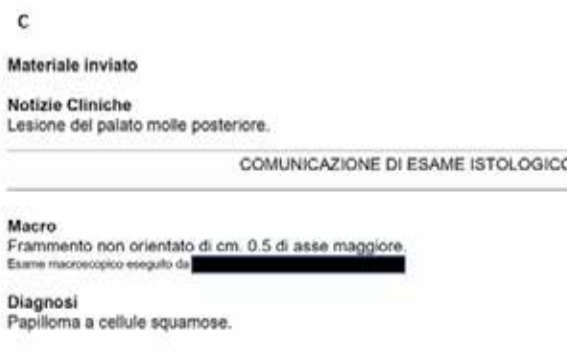 C
Materiale inviato
Notizie Cliniche
Lesione del palato molle posteriore.
COMUNICAZIONE DI ESAME ISTOLOGICO
Macro
Frammento non orientato di cm. 0.5 di asse maggiore.
Esame macroscopico eseguito da
Diagnosi
Papilloma a cellule squamose.